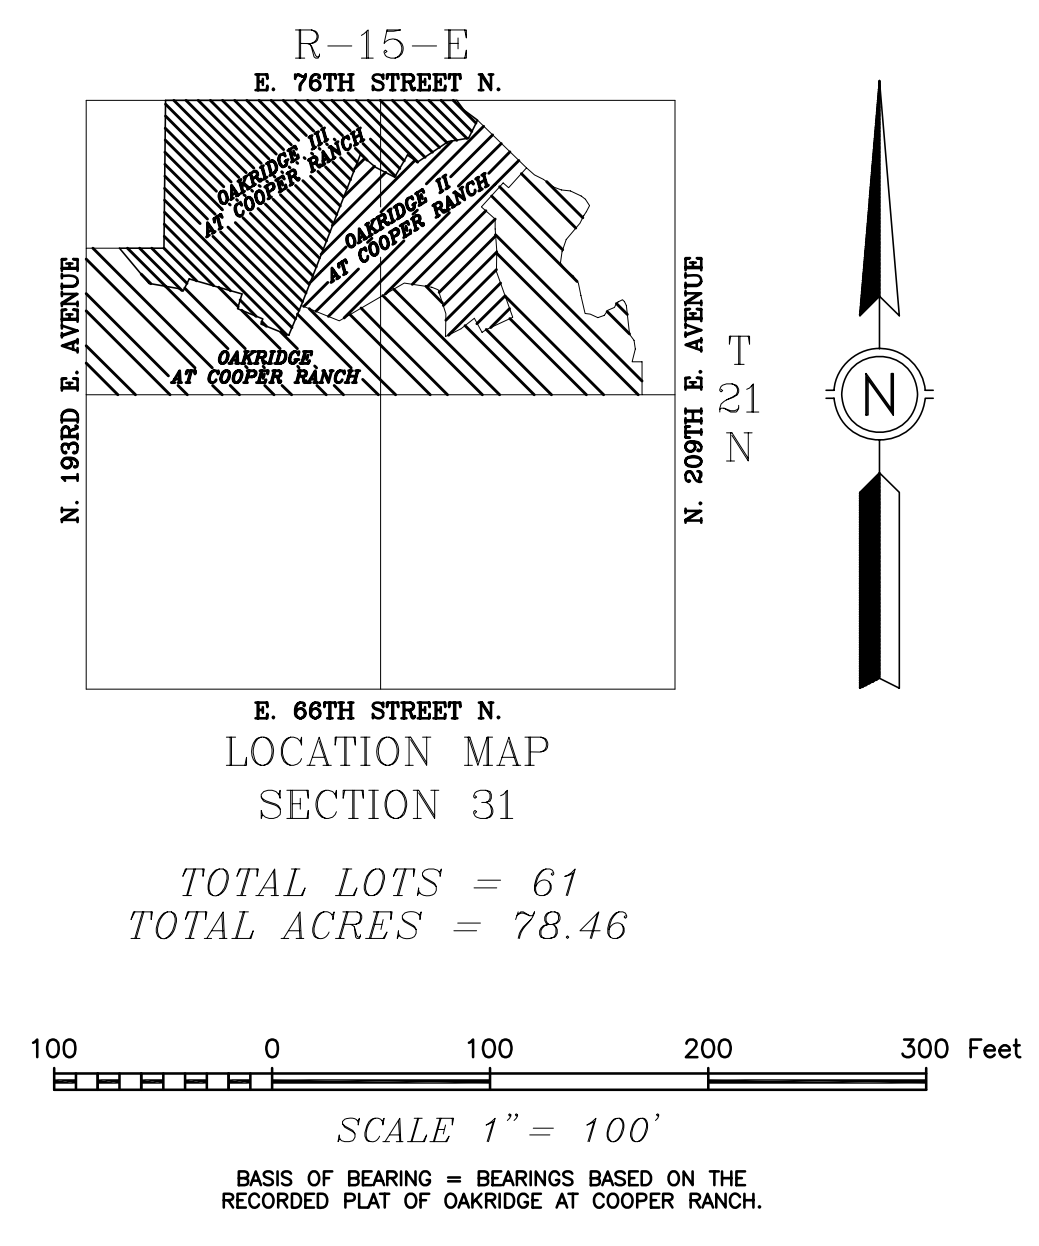 R-15-E
E. 76TH STREET N.
OAKRIDGE III
AT COOPER RANCH
OAKRIDGE II
AT COOPER RANCH
N. 193RD E. AVENUE
OAKRIDGE
AT COOPER RANCH
N. 209TH E. AVENUE
T
21
N
N
E. 66TH STREET N.
LOCATION MAP
SECTION 31
TOTAL LOTS = 61
TOTAL ACRES = 78.46
100 0 100 200 300 Feet
SCALE 1"= 100'
BASIS OF BEARING = BEARINGS BASED ON THE
RECORDED PLAT OF OAKRIDGE AT COOPER RANCH.